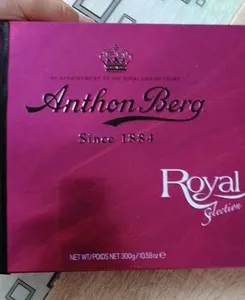 BY APPOINTMENT TO THE ROYAL DANISH COURT
Anthon Berg
Since 1884
Royal
Selection
NET WT/POIDS NET 300g/10.58oz e